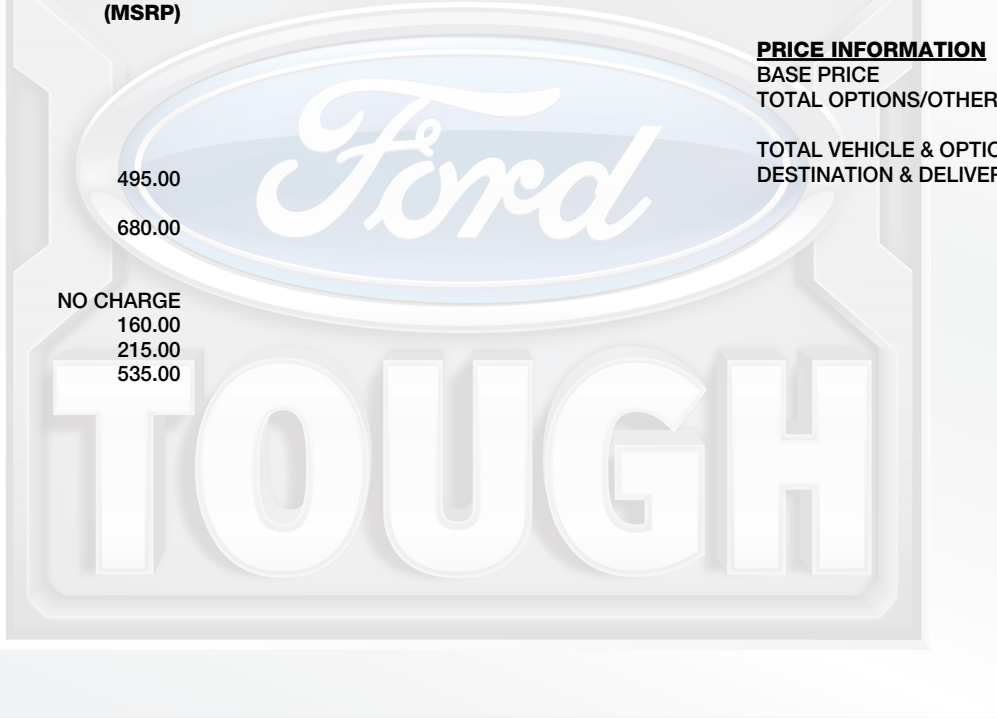 (MSRP)
495.00
680.00
NO CHARGE
160.00
215.00
535.00
PRICE INFORMATION
BASE PRICE
TOTAL OPTIONS/OTHER
TOTAL VEHICLE & OPTIO
DESTINATION & DELIVER
Ford
TOUGH